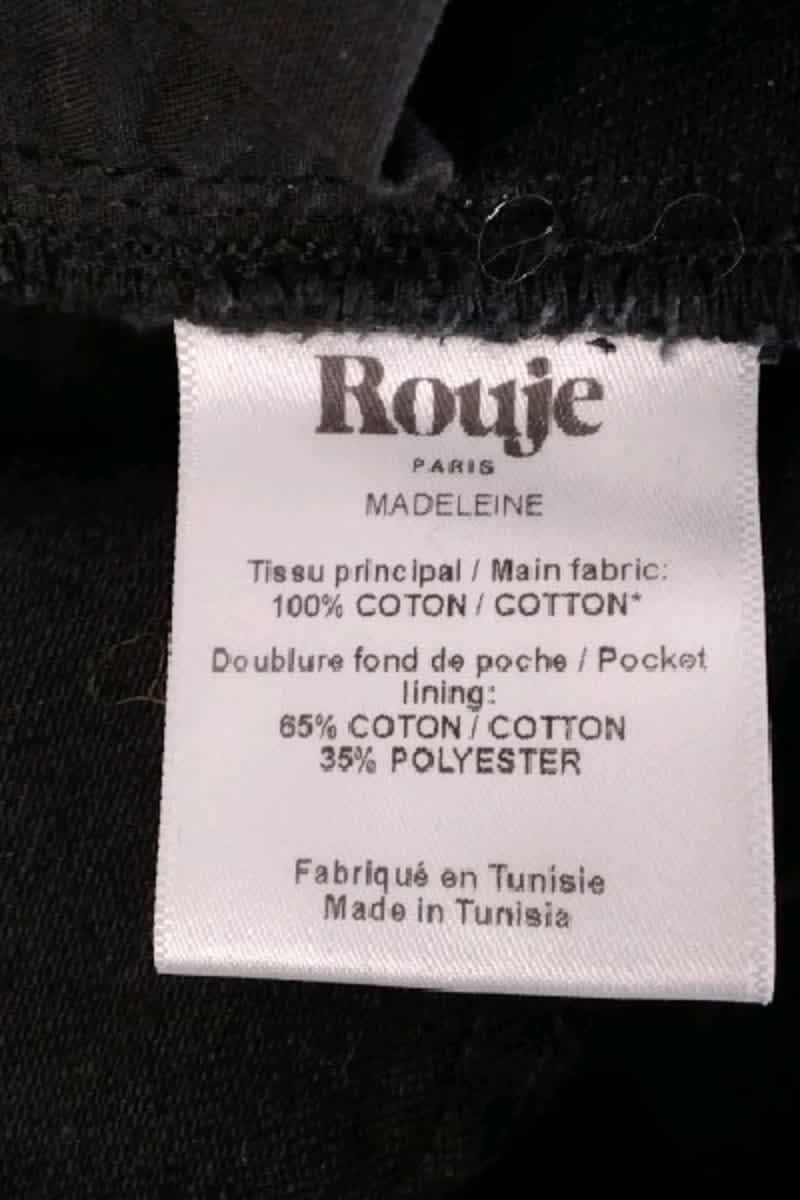 Rouje
PARIS
MADELEINE
Tissu principal / Main fabric:
100% COTON / COTTON*
Doublure fond de poche / Pocket
lining:
65% COTON / COTTON
35% POLYESTER
Fabriqué en Tunisie
Made in Tunisia